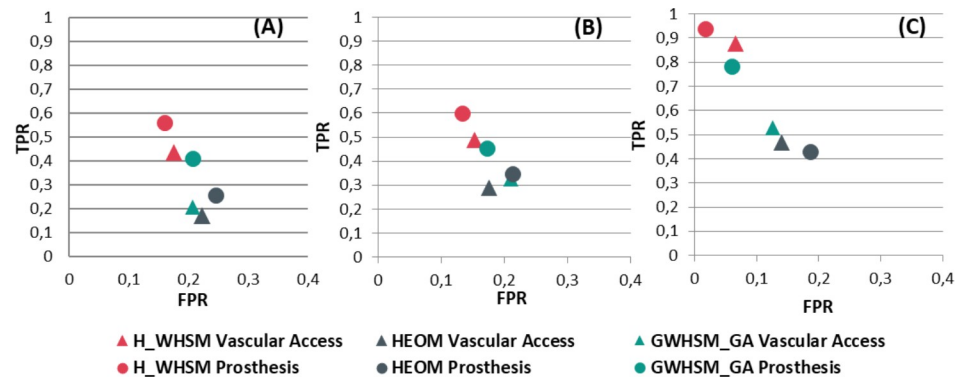 (A)
TPR
1
0,9
0,8
0,7
0,6
0,5
0,4
0,3
0,2
0,1
0
0 0,1 0,2 0,3 0,4
FPR
(B)
TPR
1
0,9
0,8
0,7
0,6
0,5
0,4
0,3
0,2
0,1
0
0 0,1 0,2 0,3 0,4
FPR
(C)
TPR
1
0,9
0,8
0,7
0,6
0,5
0,4
0,3
0,2
0,1
0
0 0,1 0,2 0,3 0,4
FPR
H_WHSM Vascular Access HEOM Vascular Access GWHSM_GA Vascular Access
H_WHSM Prosthesis HEOM Prosthesis GWHSM_GA Prosthesis